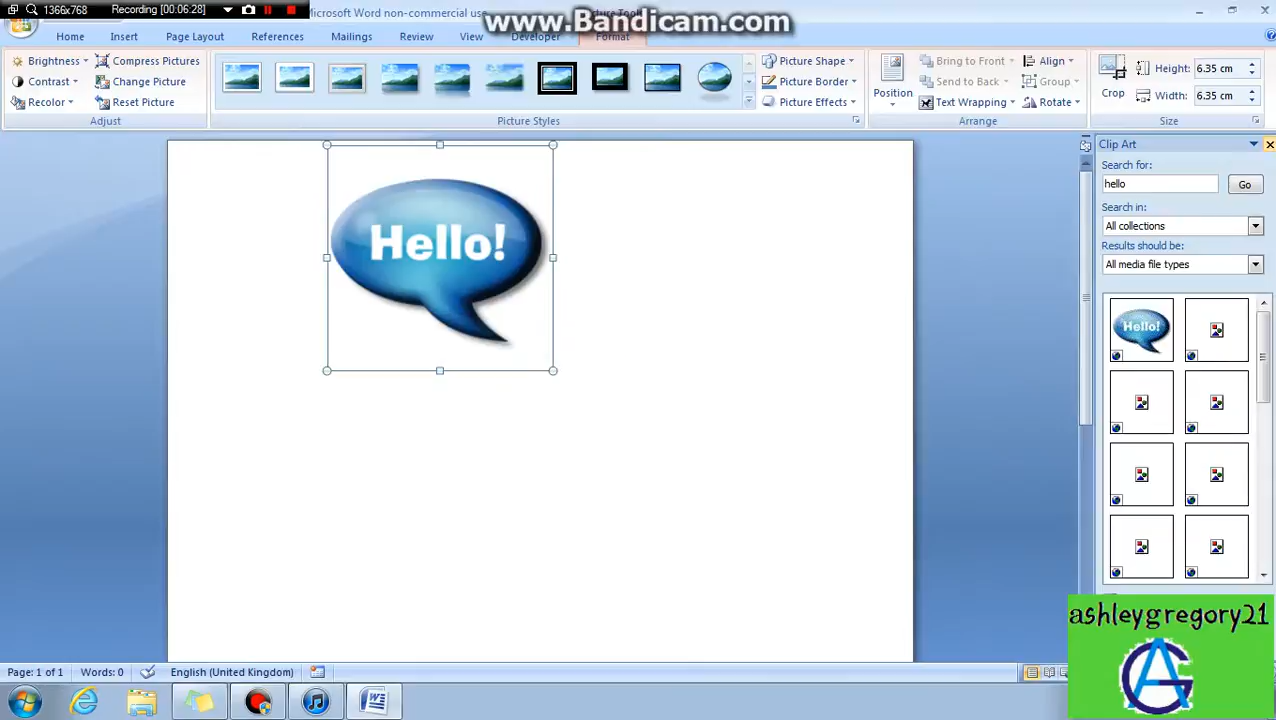 1366x768 Recording [00:06:28]
Microsoft Word non-commercial use
www.Bandicam.com
Home Insert Page Layout References Mailings Review View Developer Format
Brightness Compress Pictures Picture Shape Bring to Front Align Height: 6.35 cm
Contrast Change Picture Picture Border Send to Back Group Position Crop Width: 6.35 cm
Recolor Reset Picture Picture Effects Text Wrapping Rotate
Adjust Picture Styles Arrange Size
Clip Art
Search for:
hello Go
Search in:
All collections
Results should be:
All media file types
Hello!
Hello!
ashleygregory21
AG
Page: 1 of 1 Words: 0 English (United Kingdom)